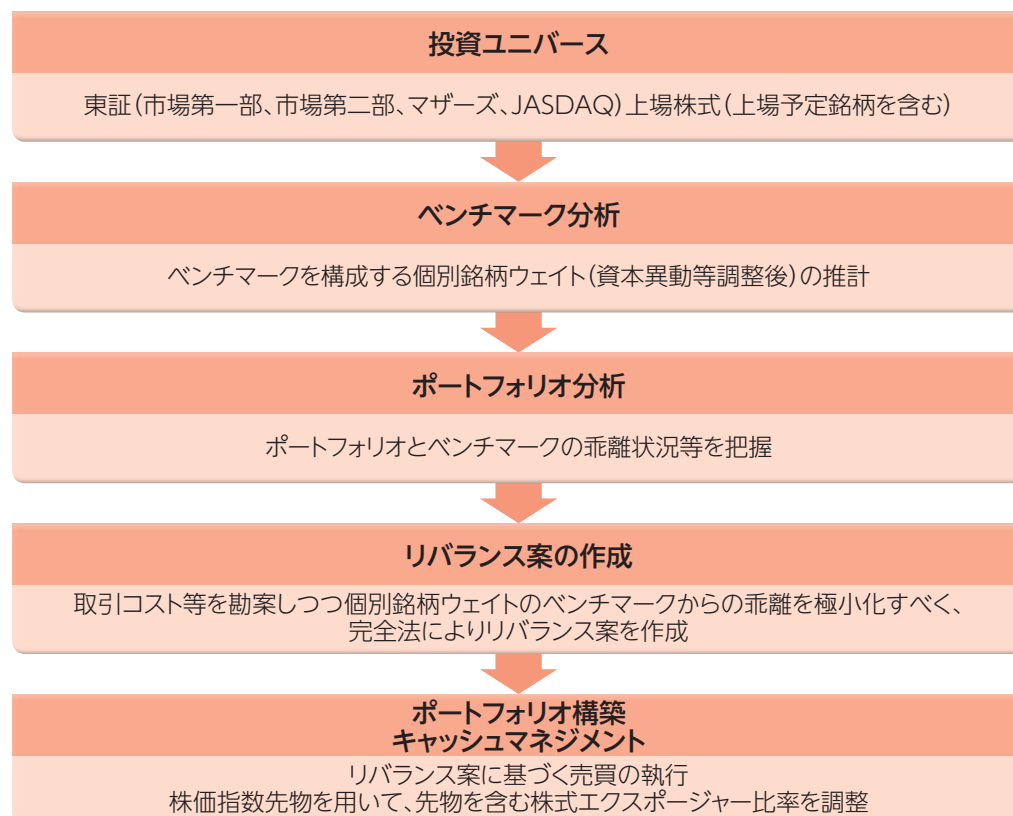 投資ユニバース
東証(市場第一部、市場第二部、マザーズ、JASDAQ)上場株式(上場予定銘柄を含む)
ベンチマーク分析
ベンチマークを構成する個別銘柄ウェイト(資本異動等調整後)の推計
ポートフォリオ分析
ポートフォリオとベンチマークの乖離状況等を把握
リバランス案の作成
取引コスト等を勘案しつつ個別銘柄ウェイトのベンチマークからの乖離を極小化すべく、
完全法によりリバランス案を作成
ポートフォリオ構築
キャッシュマネジメント
リバランス案に基づく売買の執行
株価指数先物を用いて、先物を含む株式エクスポージャー比率を調整